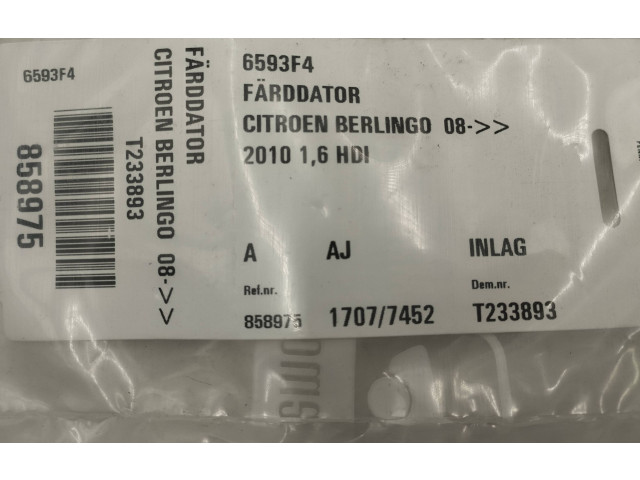 6593F4
858975
T233893
CITROEN BERLINGO 08->>
FÄRDDATOR
6593F4
FÄRDDATOR
CITROEN BERLINGO 08->>
2010 1,6 HDI
A AJ INLAG
Ref.nr. Dem.nr.
858975 1707/7452 T233893